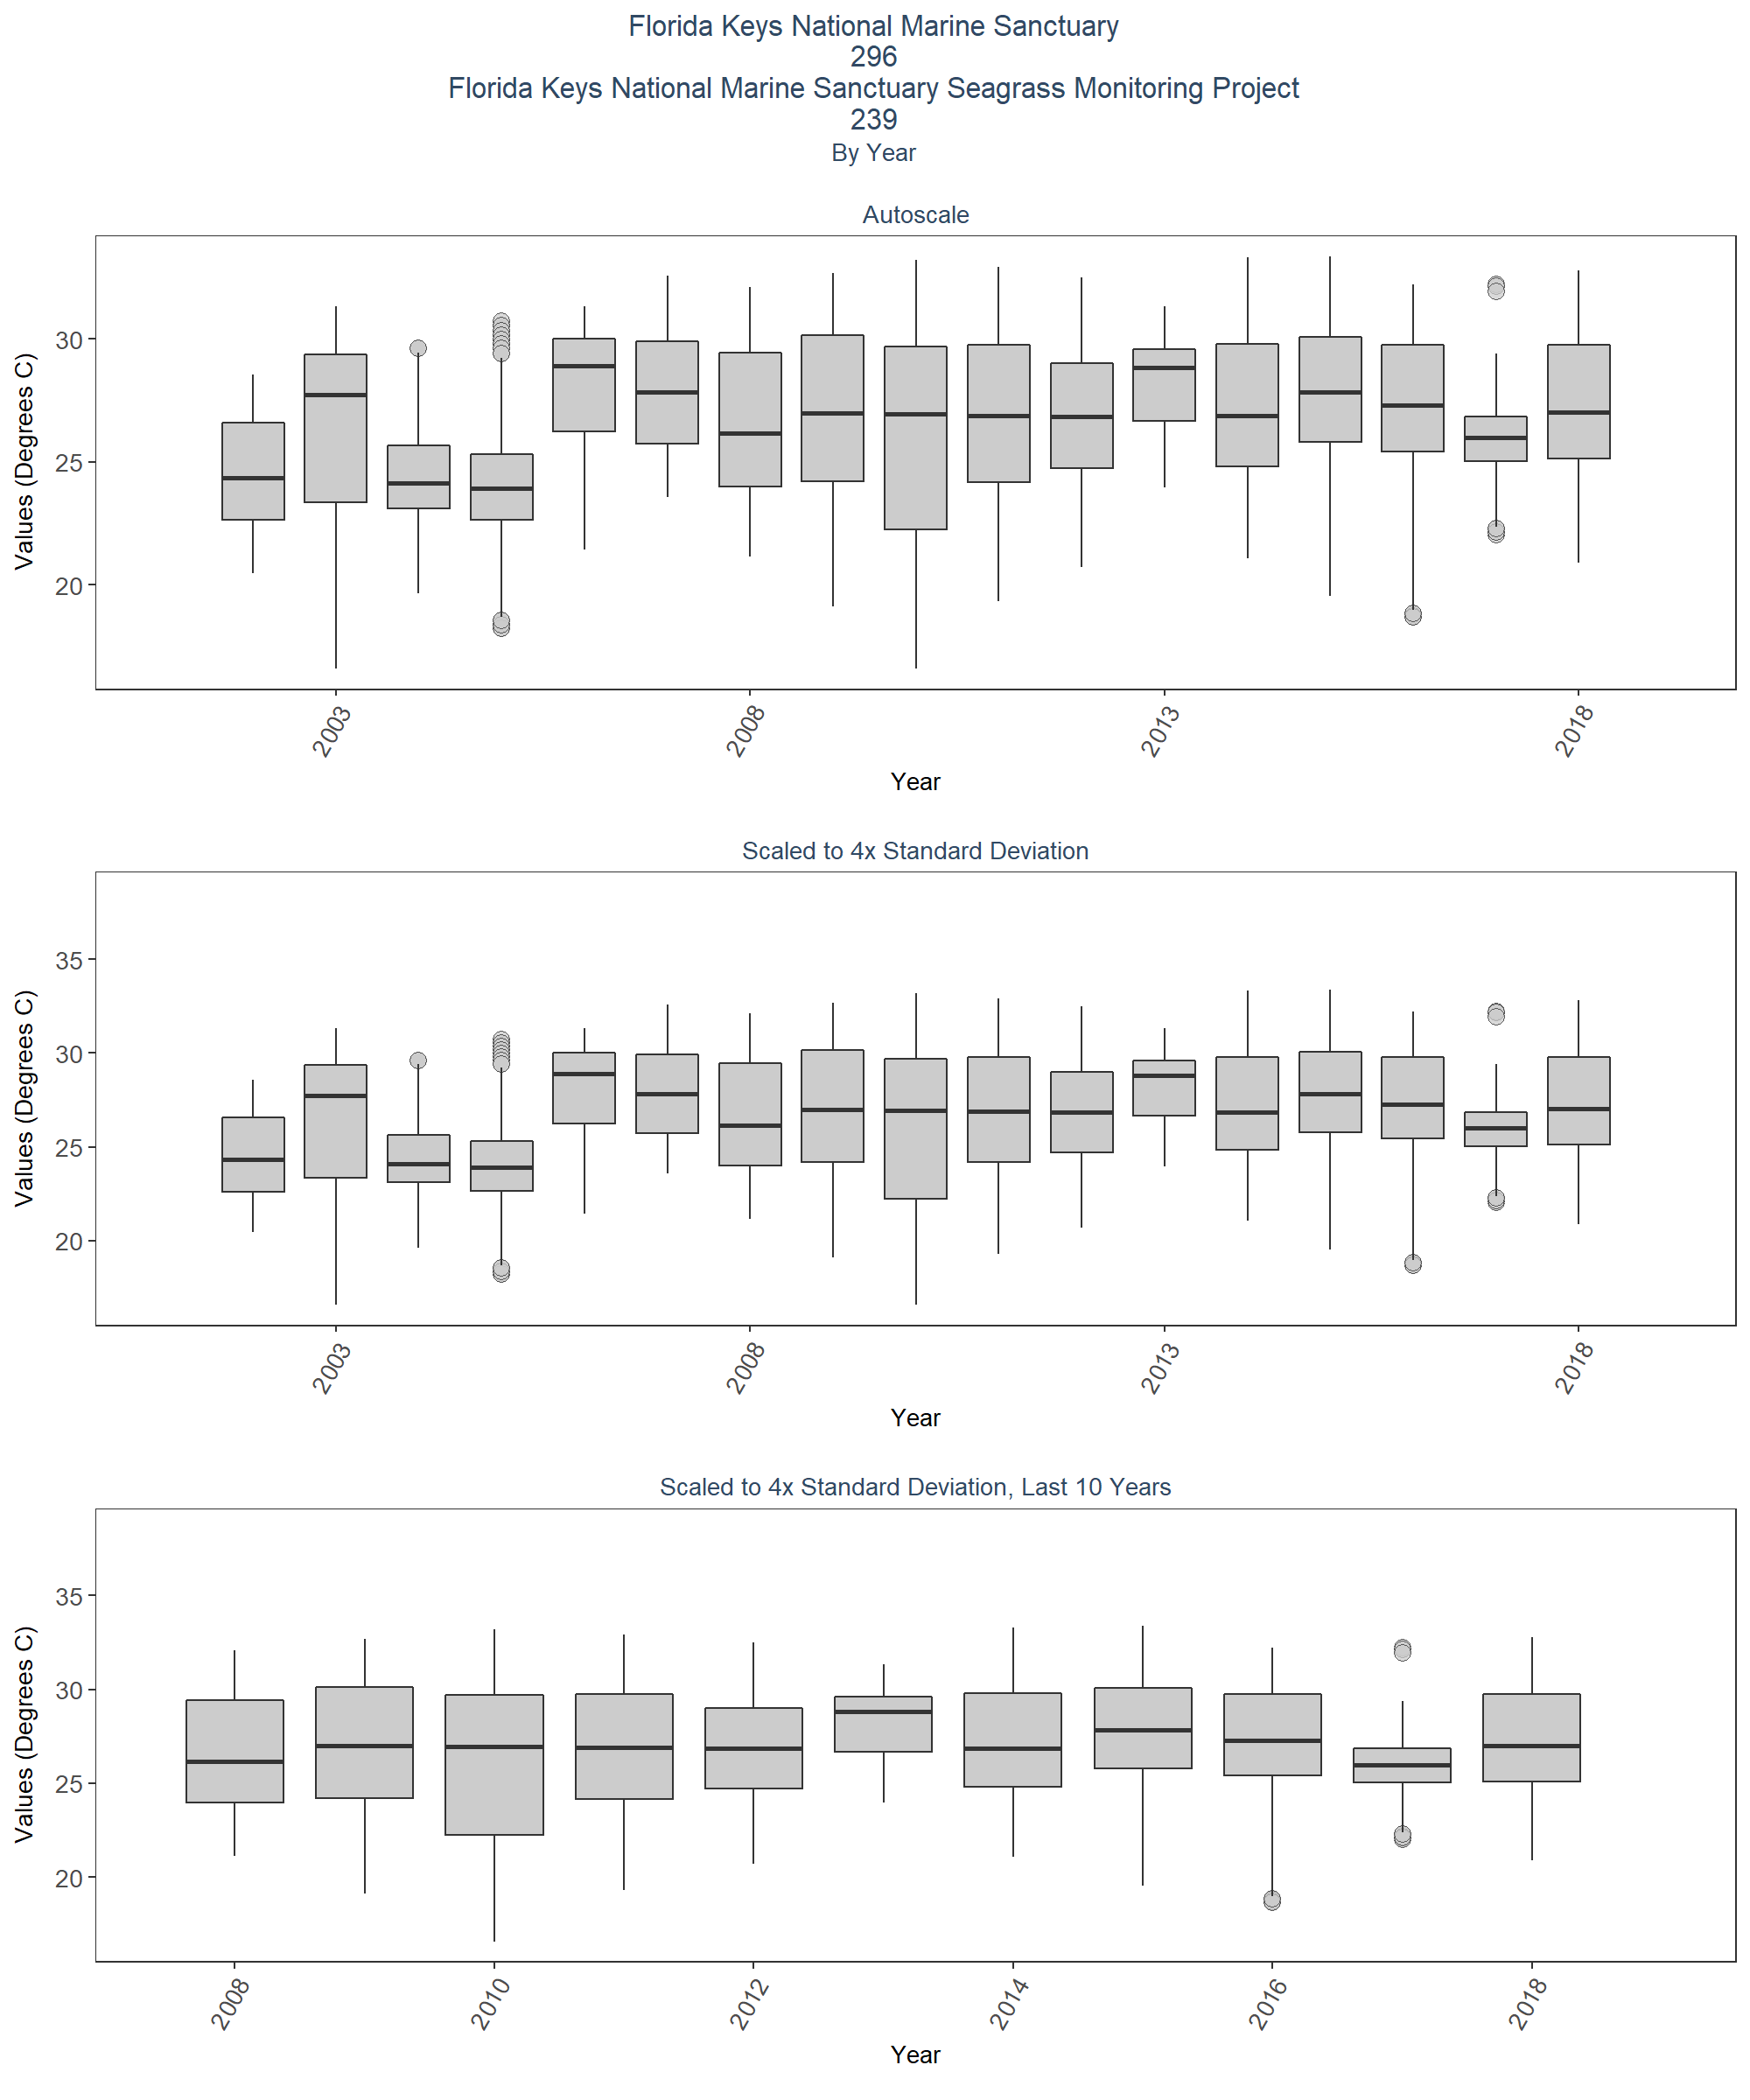 Florida Keys National Marine Sanctuary
296
Florida Keys National Marine Sanctuary Seagrass Monitoring Project
239
By Year
Autoscale
Values (Degrees C)
30
25
20
2003
2008
2013
2018
Year
Scaled to 4x Standard Deviation
Values (Degrees C)
35
30
25
20
2003
2008
2013
2018
Year
Scaled to 4x Standard Deviation, Last 10 Years
Values (Degrees C)
35
30
25
20
2008
2010
2012
2014
2016
2018
Year